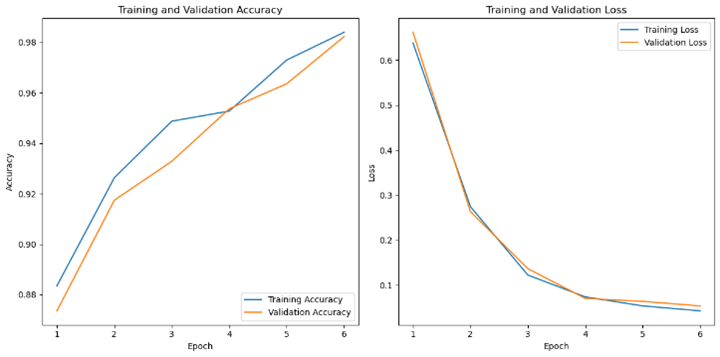 Training and Validation Accuracy
Accuracy
0.98
0.96
0.94
0.92
0.90
0.88
1 2 3 4 5 6
Epoch
Training Accuracy
Validation Accuracy
Training and Validation Loss
Loss
0.6
0.5
0.4
0.3
0.2
0.1
1 2 3 4 5 6
Epoch
Training Loss
Validation Loss